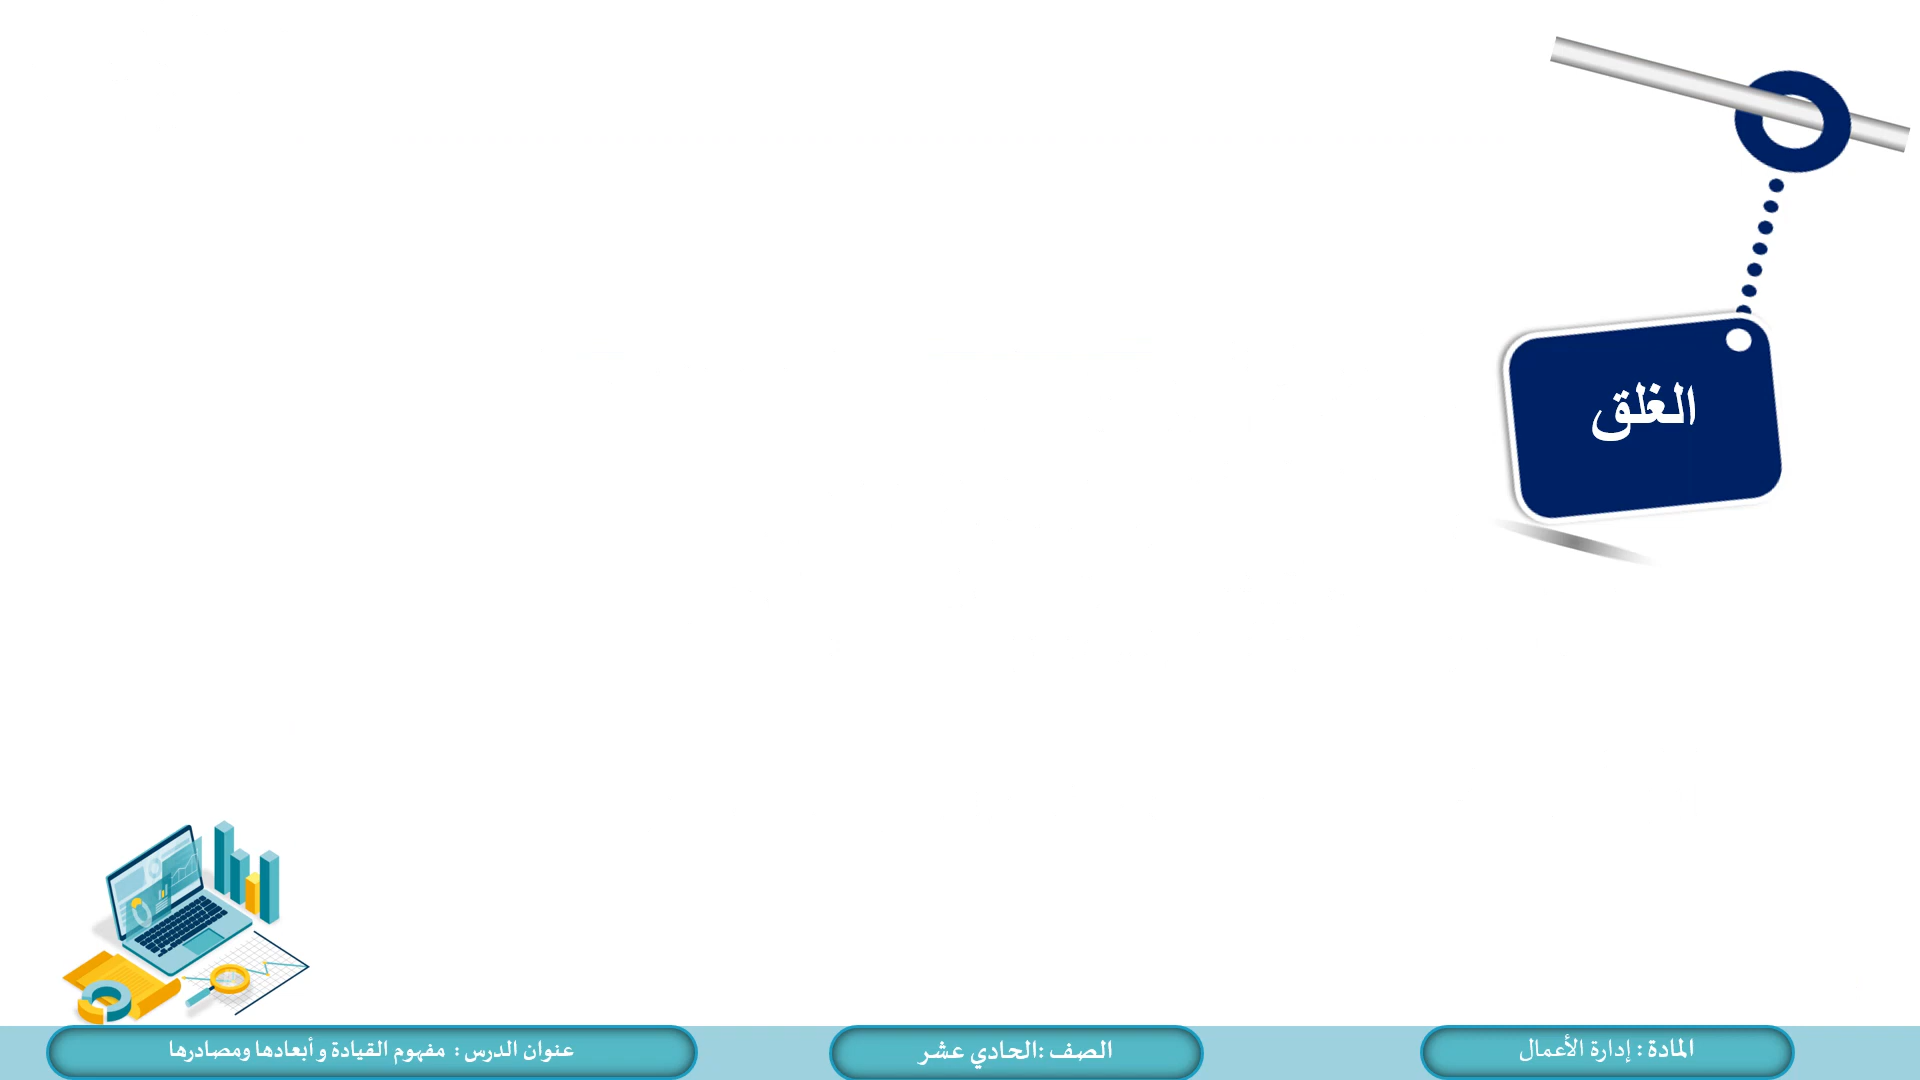 الغلق
المادة : إدارة الأعمال
الصف :الحادي عشر
عنوان الدرس : مفهوم القيادة و أبعادها ومصادرها